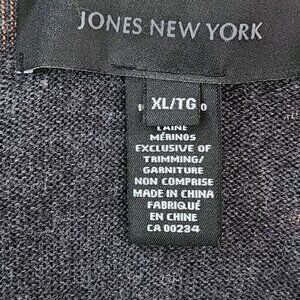 JONES NEW YORK
XL/TG
LAINE
MÉRINOS
EXCLUSIVE OF
TRIMMING/
GARNITURE
NON COMPRISE
MADE IN CHINA
FABRIQUÉ
EN CHINE
CA 00234